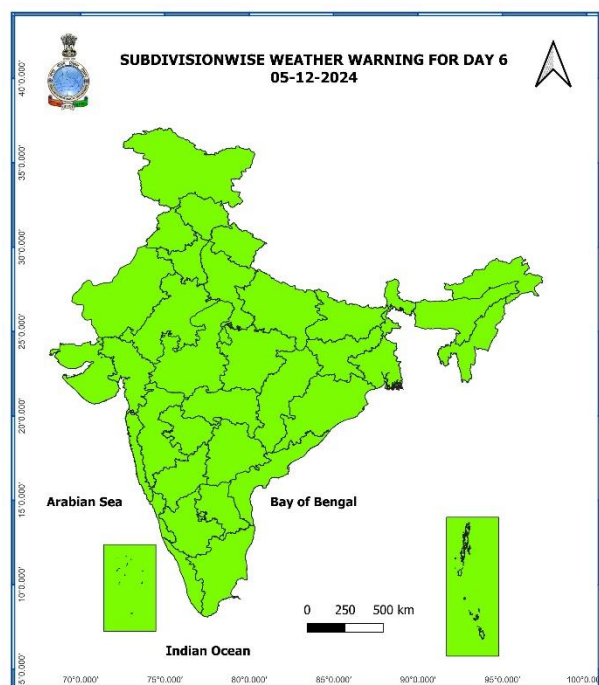 SUBDIVISIONWISE WEATHER WARNING FOR DAY 6
05-12-2024
40°0.000'
35°0.000'
30°0.000'
25°0.000'
20°0.000'
15°0.000'
10°0.000'
5°0.000'
Arabian Sea
Bay of Bengal
0 250 500 km
Indian Ocean
70°0.000' 75°0.000' 80°0.000' 85°0.000' 90°0.000' 95°0.000' 100°0.0